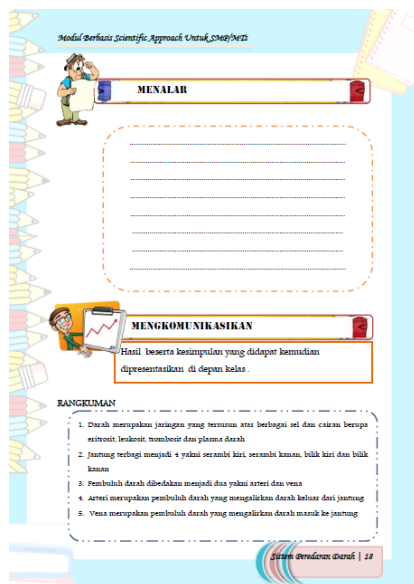 Modul Berbasis Scientific Approach Untuk SMP/MTs
MENALAR
MENGKOMUNIKASIKAN
Hasil beserta kesimpulan yang didapat kemudian
dipresentasikan di depan kelas .
RANGKUMAN
1. Darah merupakan jaringan yang tersusun atas berbagai sel dan cairan berupa
eritrosit, leukosit, trombosit dan plasma darah
2. Jantung terbagi menjadi 4 yakni serambi kiri, serambi kanan, bilik kiri dan bilik
kanan
3. Pembuluh darah dibedakan menjadi dua yakni arteri dan vena
4. Arteri merupakan pembuluh darah yang mengalirkan darah keluar dari jantung
5. Vena merupakan pembuluh darah yang mengalirkan darah masuk ke jantung
Sistem Peredaran Darah | 18